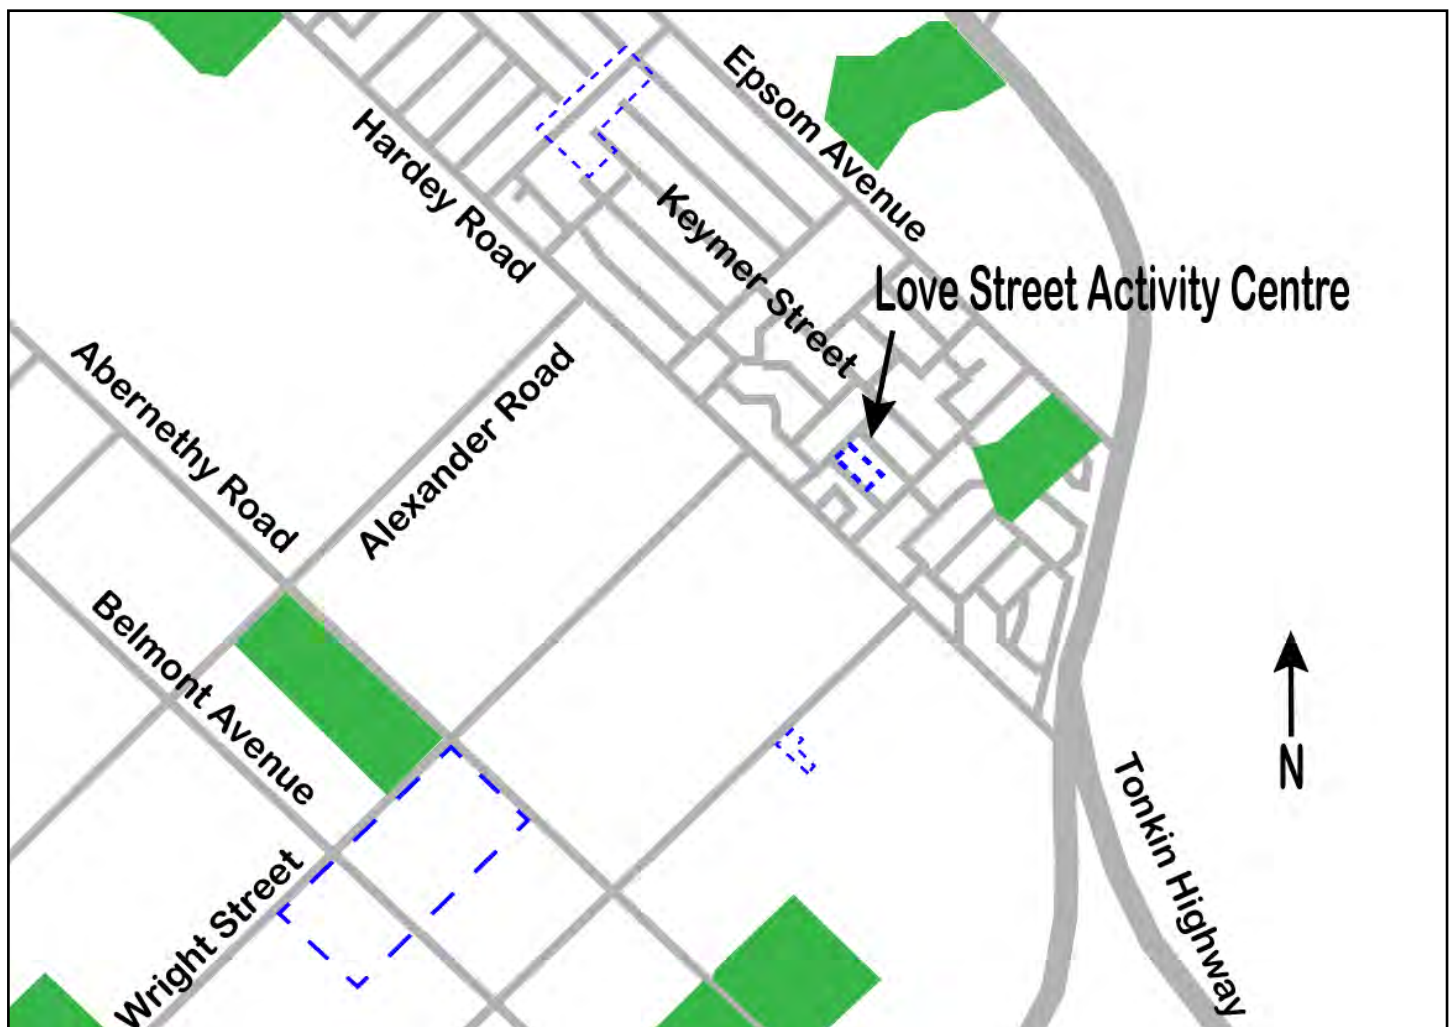 Epsom Avenue
Hardey Road
Keymer Street
Love Street Activity Centre
Abernethy Road
Alexander Road
Belmont Avenue
N
Tonkin Highway
Wright Street